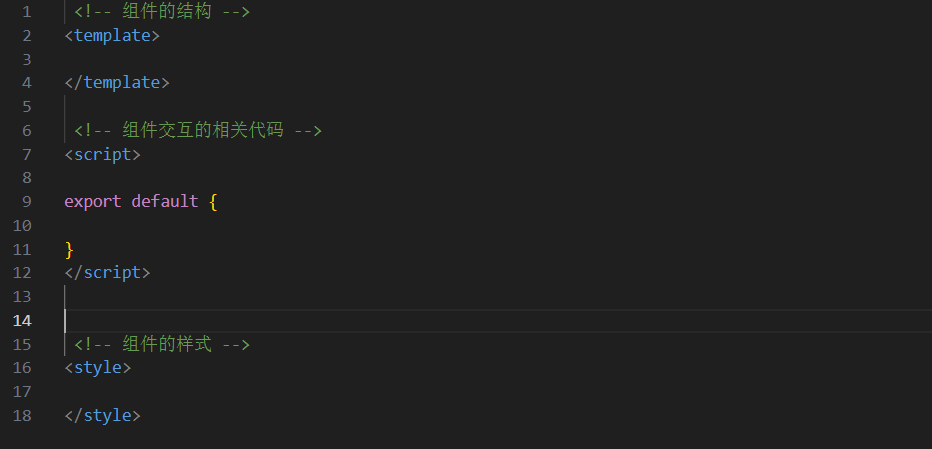 1 <!-- 组件的结构 -->
2 <template>
3
4 </template>
5
6 <!-- 组件交互的相关代码 -->
7 <script>
8
9 export default {
10
11 }
12 </script>
13
14
15 <!-- 组件的样式 -->
16 <style>
17
18 </style>